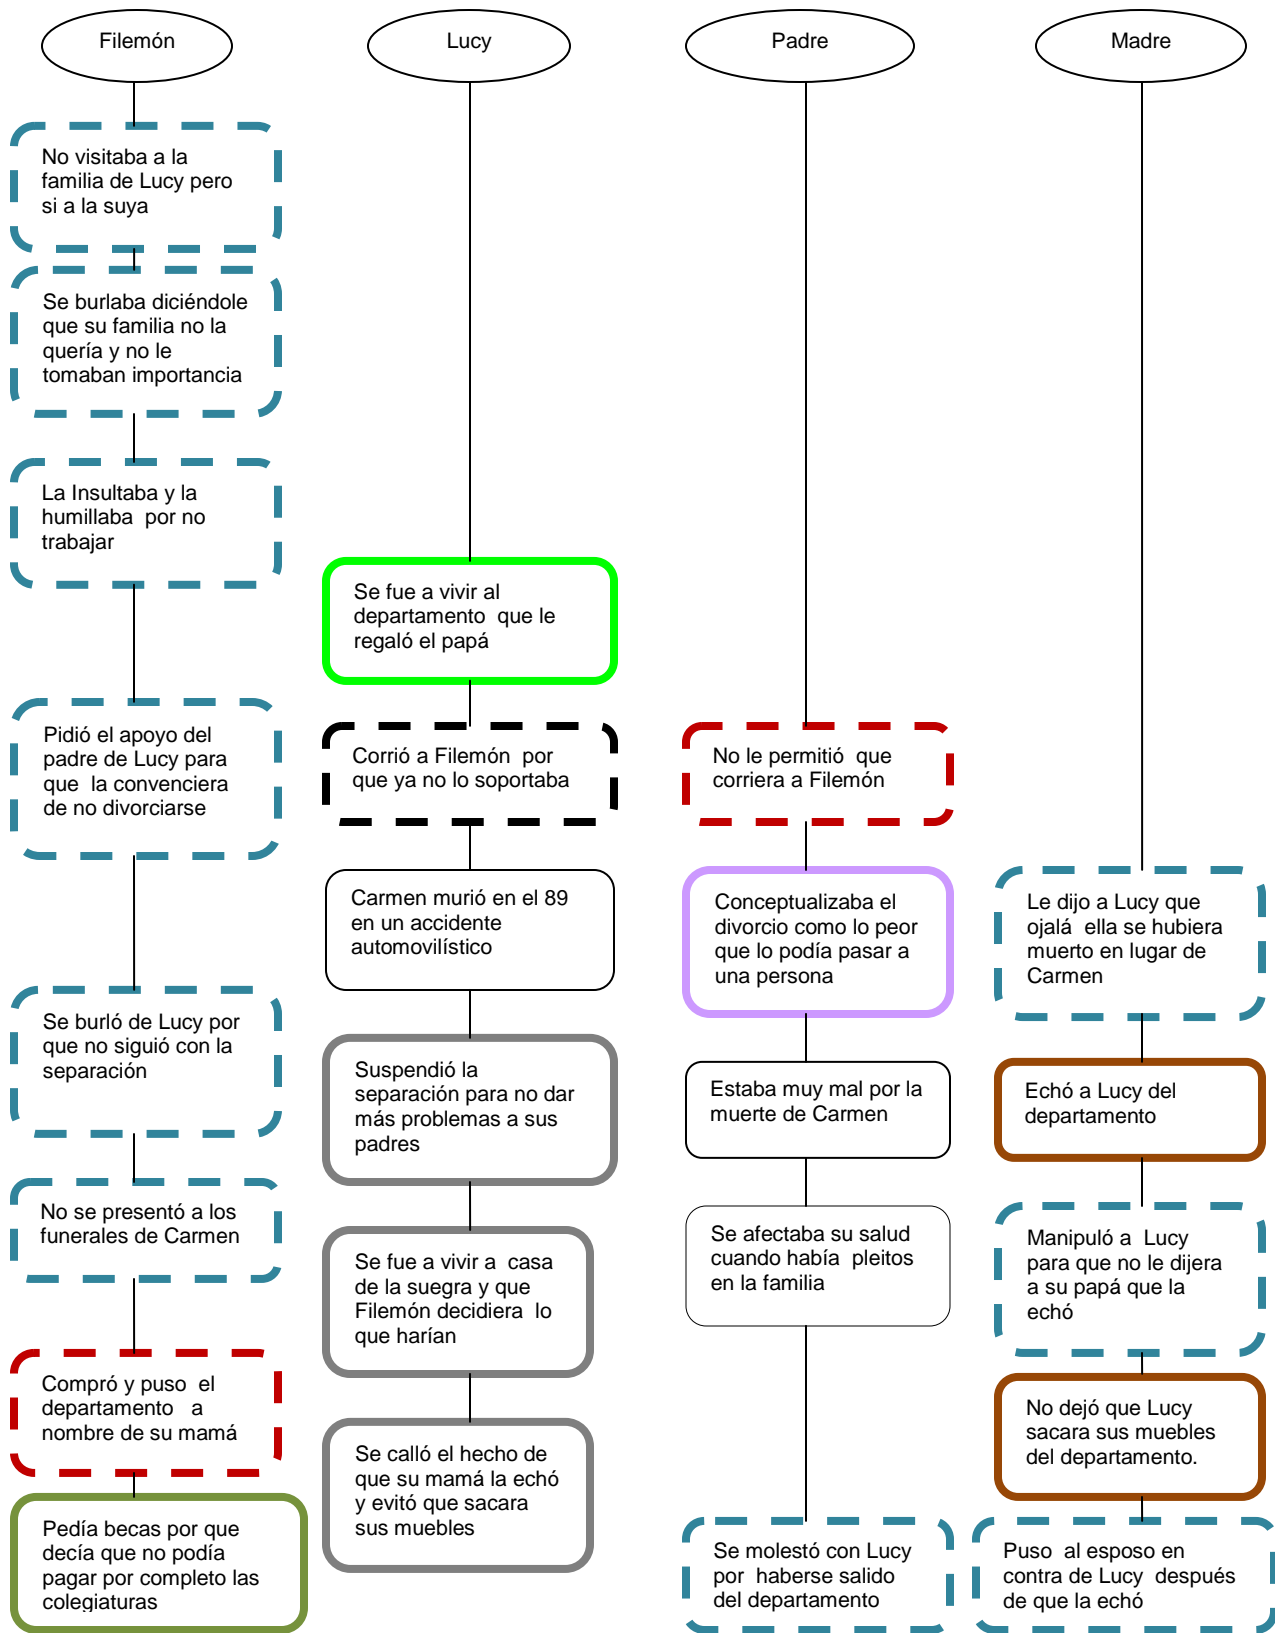 Filemón
Lucy
Padre
Madre
No visitaba a la
familia de Lucy pero
si a la suya
Se burlaba diciéndole
que su familia no la
quería y no le
tomaban importancia
La Insultaba y la
humillaba por no
trabajar
Pidió el apoyo del
padre de Lucy para
que la convenciera
de no divorciarse
Se burló de Lucy por
que no siguió con la
separación
No se presentó a los
funerales de Carmen
Compró y puso el
departamento a
nombre de su mamá
Pedía becas por que
decía que no podía
pagar por completo las
colegiaturas
Se fue a vivir al
departamento que le
regaló el papá
Corrió a Filemón por
que ya no lo soportaba
Carmen murió en el 89
en un accidente
automovilístico
Suspendió la
separación para no dar
más problemas a sus
padres
Se fue a vivir a casa
de la suegra y que
Filemón decidiera lo
que harían
Se calló el hecho de
que su mamá la echó
y evitó que sacara
sus muebles
No le permitió que
corriera a Filemón
Conceptualizaba el
divorcio como lo peor
que lo podía pasar a
una persona
Estaba muy mal por la
muerte de Carmen
Se afectaba su salud
cuando había pleitos
en la familia
Se molestó con Lucy
por haberse salido
del departamento
Le dijo a Lucy que
ojalá ella se hubiera
muerto en lugar de
Carmen
Echó a Lucy del
departamento
Manipuló a Lucy
para que no le dijera
a su papá que la
echó
No dejó que Lucy
sacara sus muebles
del departamento.
Puso al esposo en
contra de Lucy después
de que la echó